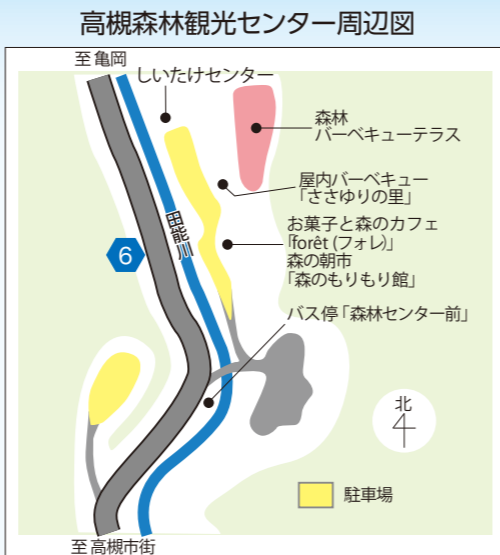 高槻森林観光センター周辺図
至亀岡
しいたけセンター
森林
バーベキューテラス
屋内バーベキュー
「ささゆりの里」
お菓子と森のカフェ
「forêt (フォレ)」
森の朝市
「森のもりもり館」
田能川
6
バス停「森林センター前」
北
駐車場
至高槻市街